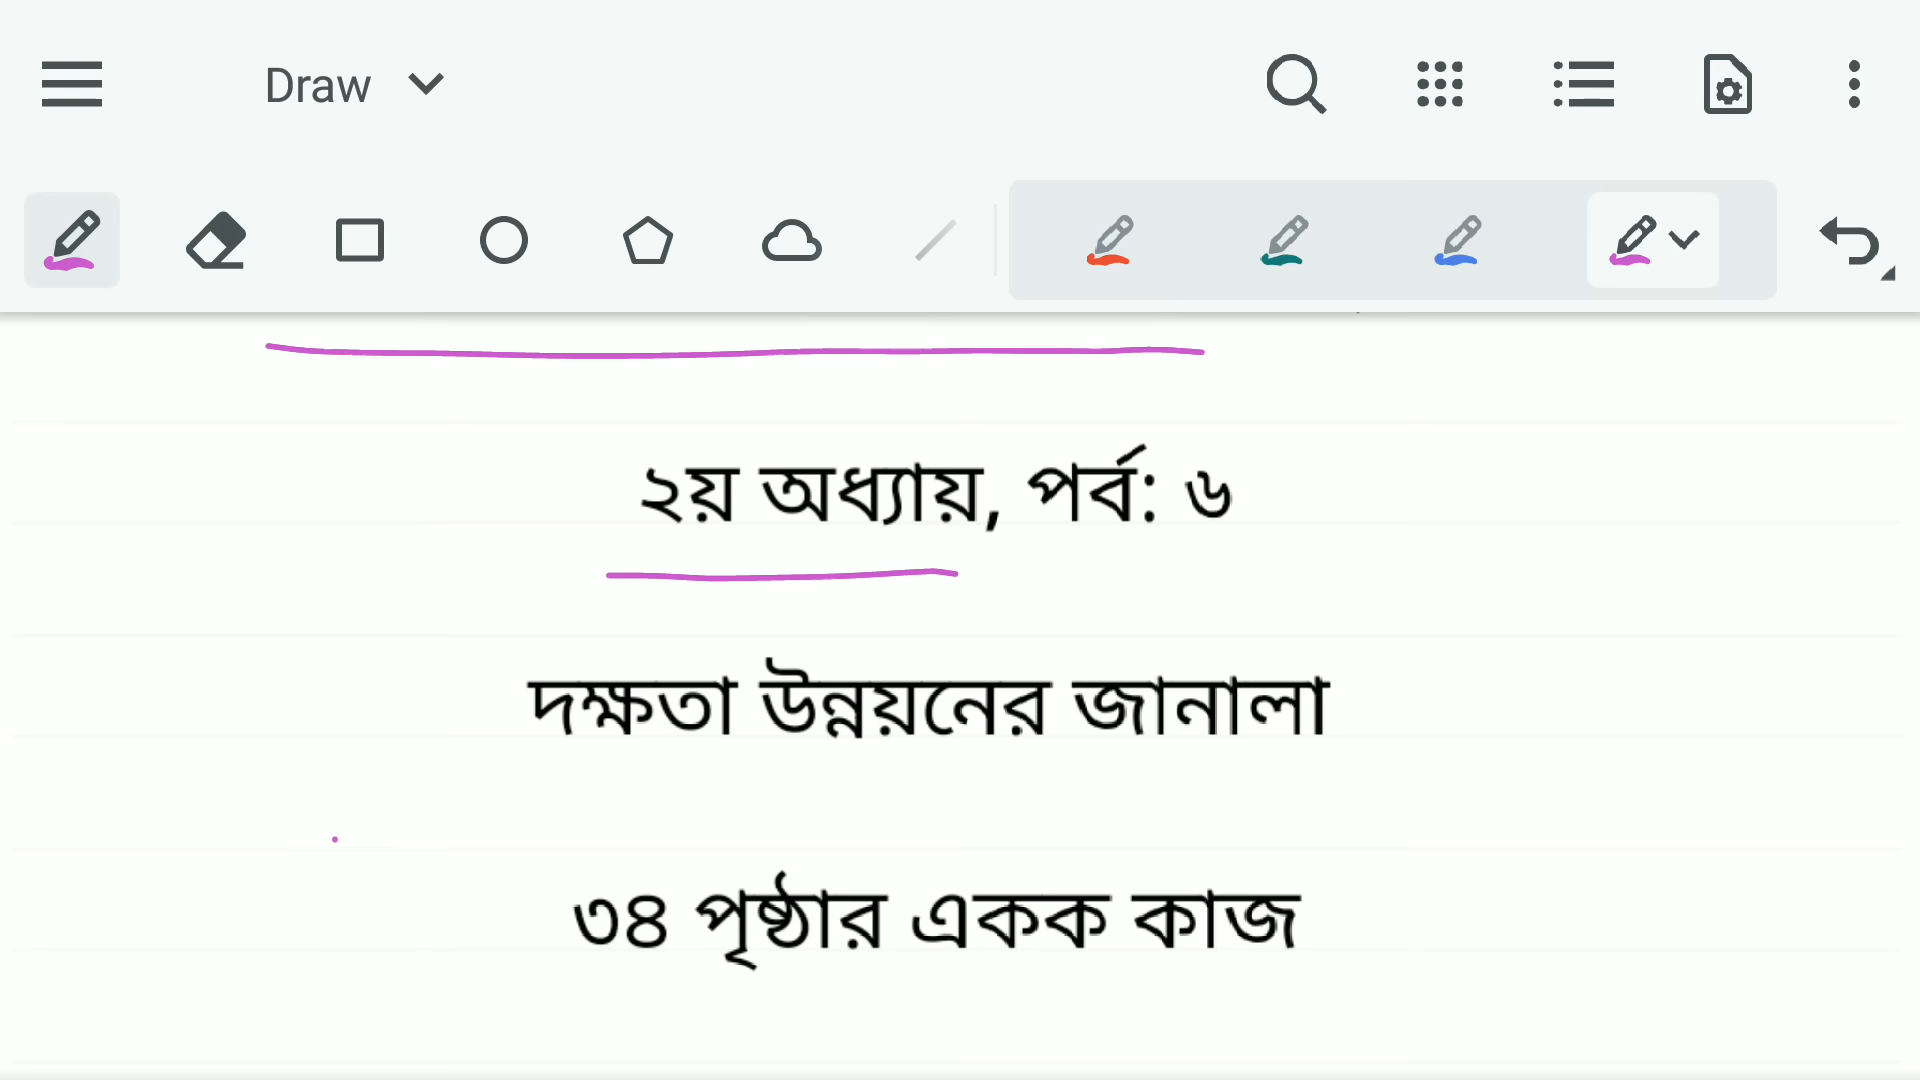 Draw
২য় অধ্যায়, পর্ব: ৬
দক্ষতা উন্নয়নের জানালা
৩৪ পৃষ্ঠার একক কাজ